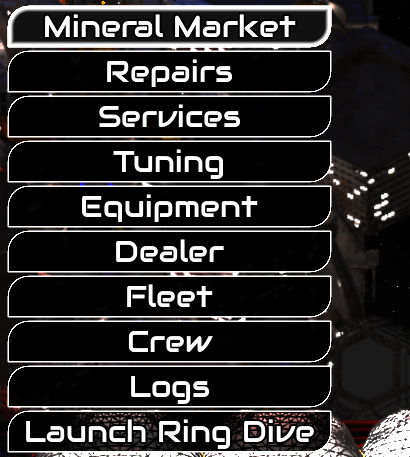 Mineral Market
Repairs
Services
Tuning
Equipment
Dealer
Fleet
Crew
Logs
Launch Ring Dive